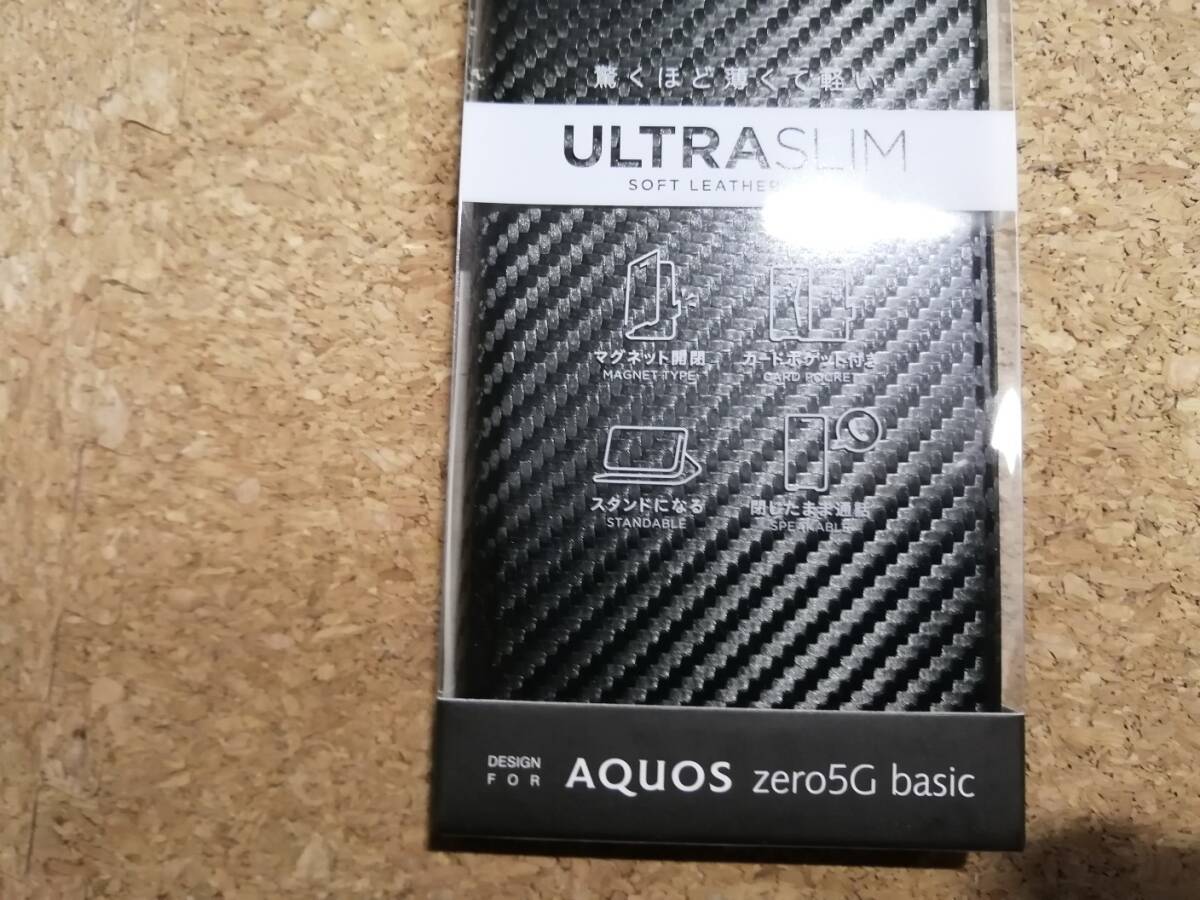 驚くほど薄くて軽い
ULTRASLIM
SOFT LEATHER
マグネット開閉
MAGNET TYPE
カードポケット付き
CARD POCKET
スタンドになる
STANDABLE
閉じたまま通話
SPEAKABLE
DESIGN FOR AQUOS zero5G basic